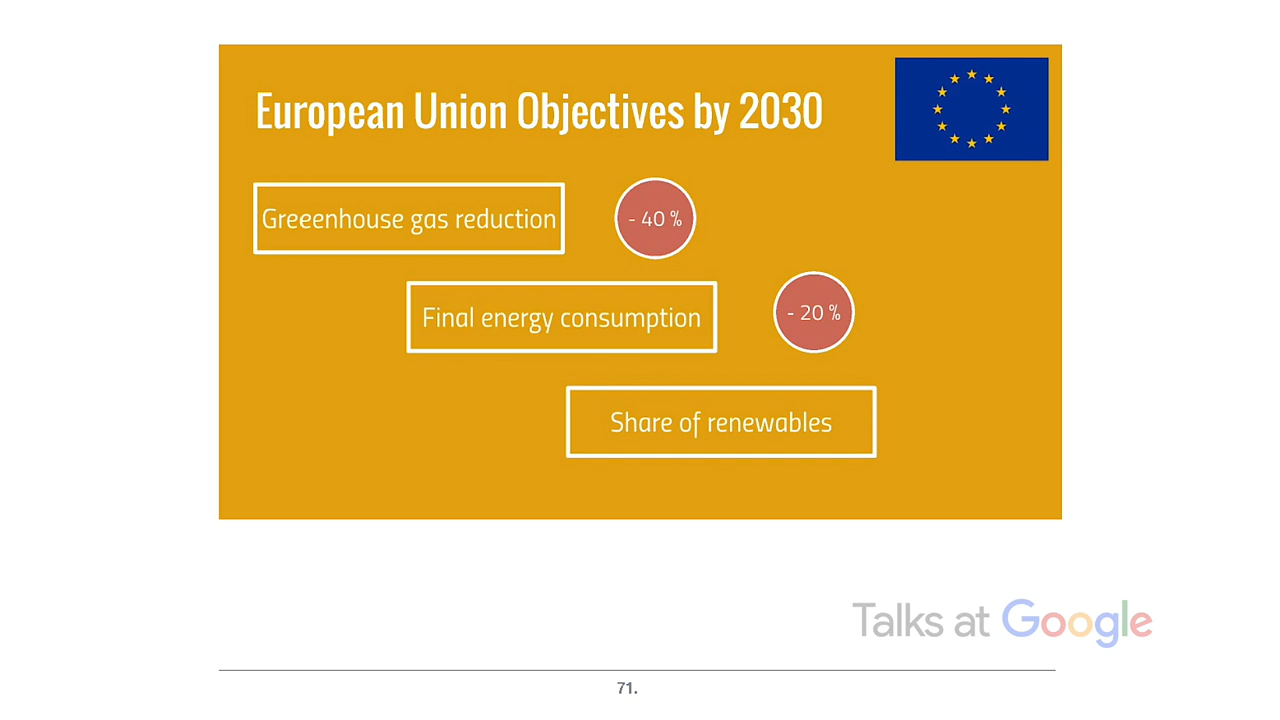 European Union Objectives by 2030
Greeenhouse gas reduction
- 40 %
Final energy consumption
- 20 %
Share of renewables
Talks at Google
71.